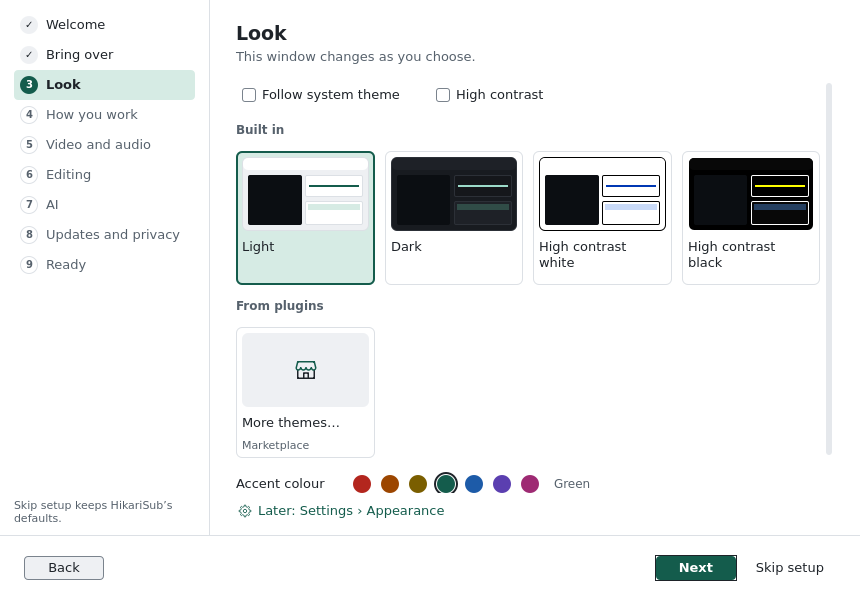 ✓ Welcome
✓ Bring over
3 Look
4 How you work
5 Video and audio
6 Editing
7 AI
8 Updates and privacy
9 Ready
Skip setup keeps HikariSub’s
defaults.
Look
This window changes as you choose.
Follow system theme
High contrast
Built in
Light
Dark
High contrast
white
High contrast
black
From plugins
More themes…
Marketplace
Accent colour
Green
Later: Settings › Appearance
Back
Next
Skip setup